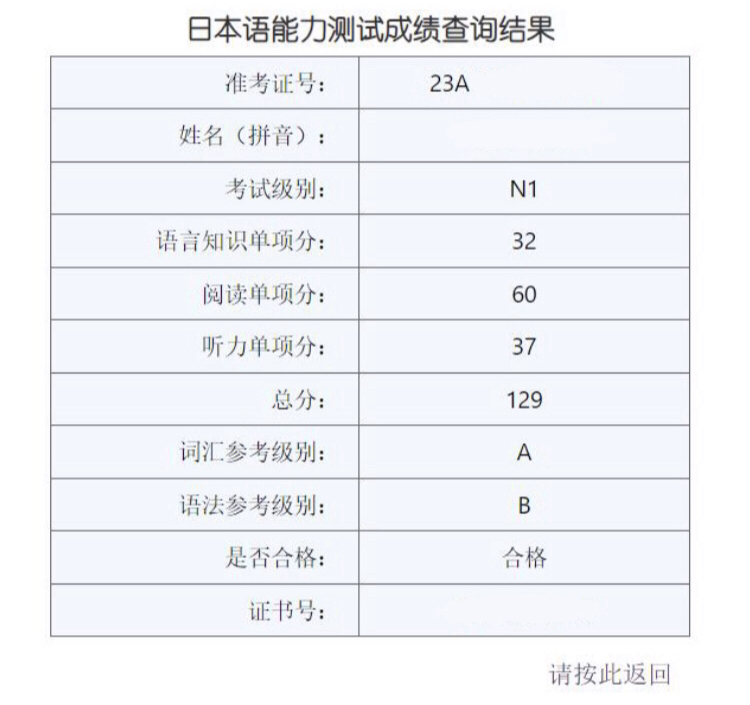 日本语能力测试成绩查询结果
准考证号： 23A
姓名（拼音）：
考试级别： N1
语言知识单项分： 32
阅读单项分： 60
听力单项分： 37
总分： 129
词汇参考级别： A
语法参考级别： B
是否合格： 合格
证书号：
请按此返回